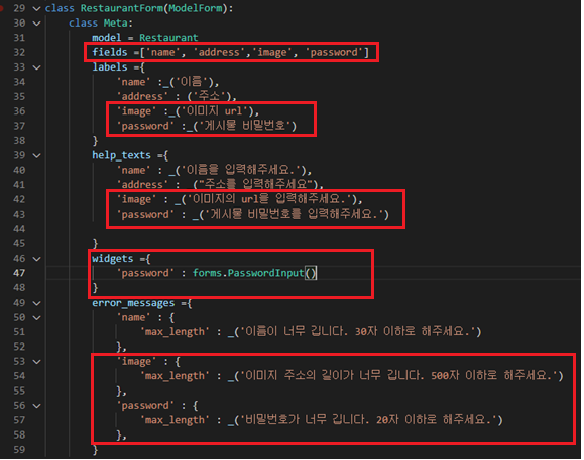 29 class RestaurantForm(ModelForm):
30 class Meta:
31 model = Restaurant
32 fields =['name', 'address','image', 'password']
33 labels ={
34 'name' :_('이름'),
35 'address' : ('주소'),
36 'image' :_('이미지 url'),
37 'password' :_('게시물 비밀번호')
38 }
39 help_texts ={
40 'name' : _('이름을 입력해주세요.'),
41 'address' : _("주소를 입력해주세요"),
42 'image' : _('이미지의 url을 입력해주세요.'),
43 'password' : _('게시물 비밀번호를 입력해주세요.')
44
45 }
46 widgets ={
47 'password' : forms.PasswordInput()
48 }
49 error_messages ={
50 'name' : {
51 'max_length' : _('이름이 너무 깁니다. 30자 이하로 해주세요.')
52 },
53 'image' : {
54 'max_length' : _('이미지 주소의 길이가 너무 깁니다. 500자 이하로 해주세요.')
55 },
56 'password' : {
57 'max_length' : _('비밀번호가 너무 깁니다. 20자 이하로 해주세요.')
58 },
59 }